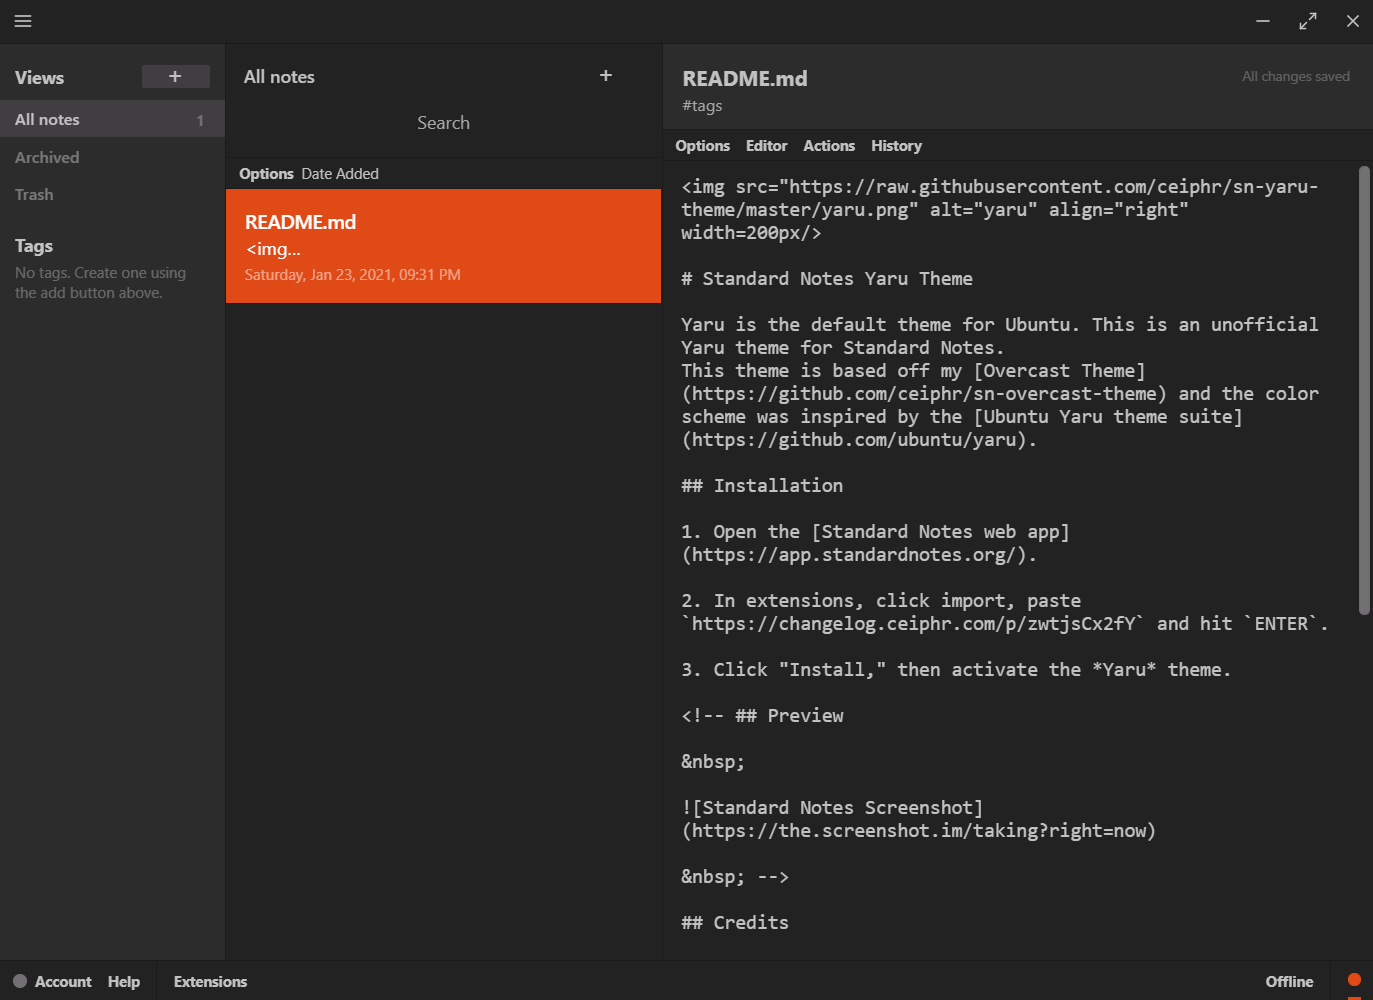 Views
+
All notes
1
Archived
Trash
Tags
No tags. Create one using
the add button above.
All notes
+
Search
Options Date Added
README.md
<img...
Saturday, Jan 23, 2021, 09:31 PM
README.md
All changes saved
#tags
Options Editor Actions History
<img src="https://raw.githubusercontent.com/ceiphr/sn-yaru-
theme/master/yaru.png" alt="yaru" align="right"
width=200px/>
# Standard Notes Yaru Theme
Yaru is the default theme for Ubuntu. This is an unofficial
Yaru theme for Standard Notes.
This theme is based off my [Overcast Theme]
(https://github.com/ceiphr/sn-overcast-theme) and the color
scheme was inspired by the [Ubuntu Yaru theme suite]
(https://github.com/ubuntu/yaru).
## Installation
1. Open the [Standard Notes web app]
(https://app.standardnotes.org/).
2. In extensions, click import, paste
`https://changelog.ceiphr.com/p/zwtjsCx2fY` and hit `ENTER`.
3. Click "Install," then activate the *Yaru* theme.
<!-- ## Preview
&nbsp;
![Standard Notes Screenshot]
(https://the.screenshot.im/taking?right=now)
&nbsp; -->
## Credits
Account Help Extensions
Offline